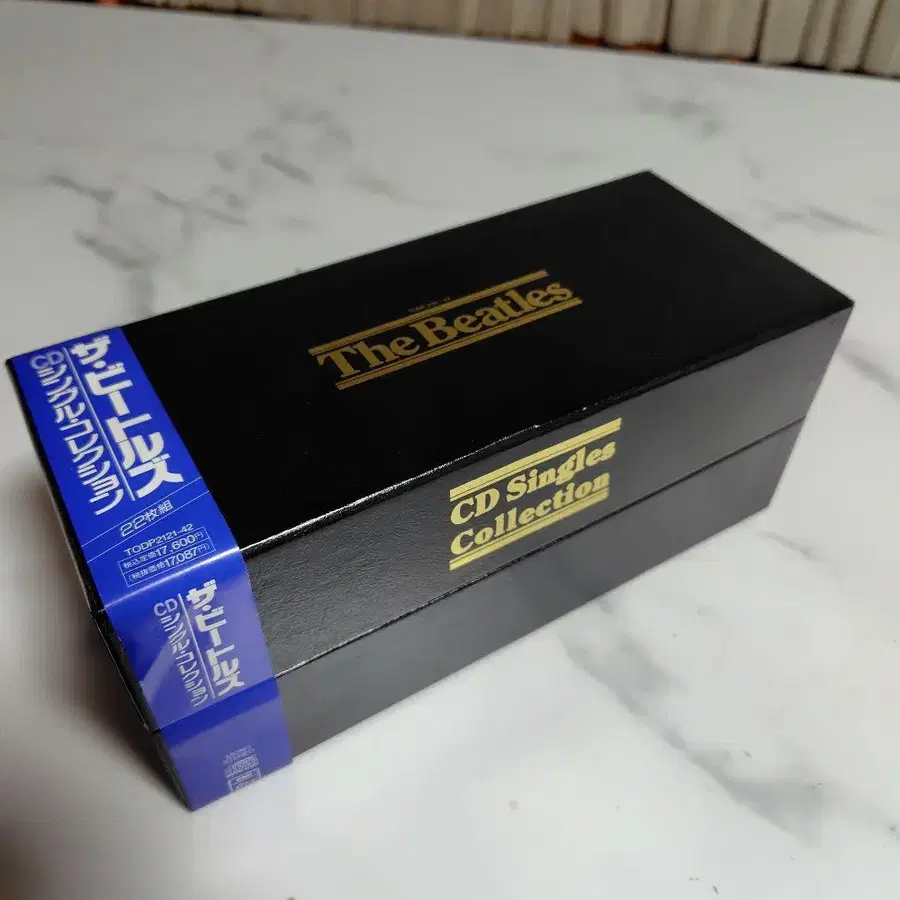 The Beatles
CD Singles
Collection
ザ・ビートルズ
CDシングル・コレクション
22枚組
TODP2121-42
税込定価17,600円
(税抜価格17,087円)
ザ・ビートルズ
CDシングル・コレクション